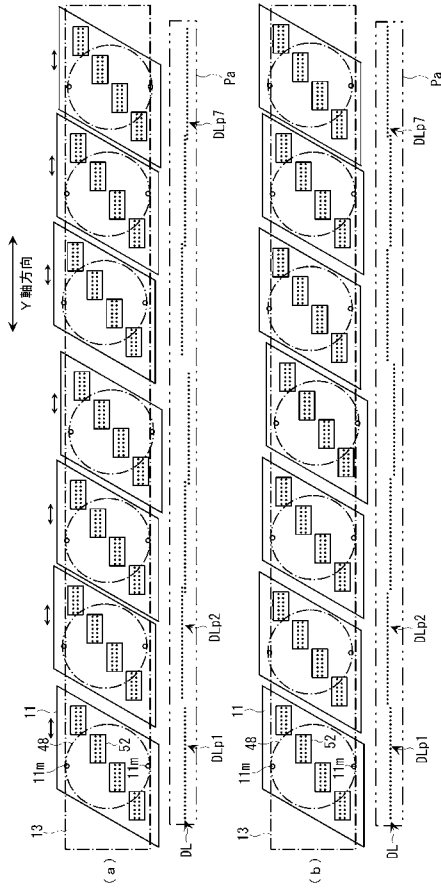 Y軸方向
(a)
13
48
11
11m
52
11m
DL
DLp1
DLp2
DLp7
Pa
(b)
13
48
11
11m
52
11m
DL
DLp1
DLp2
DLp7
Pa